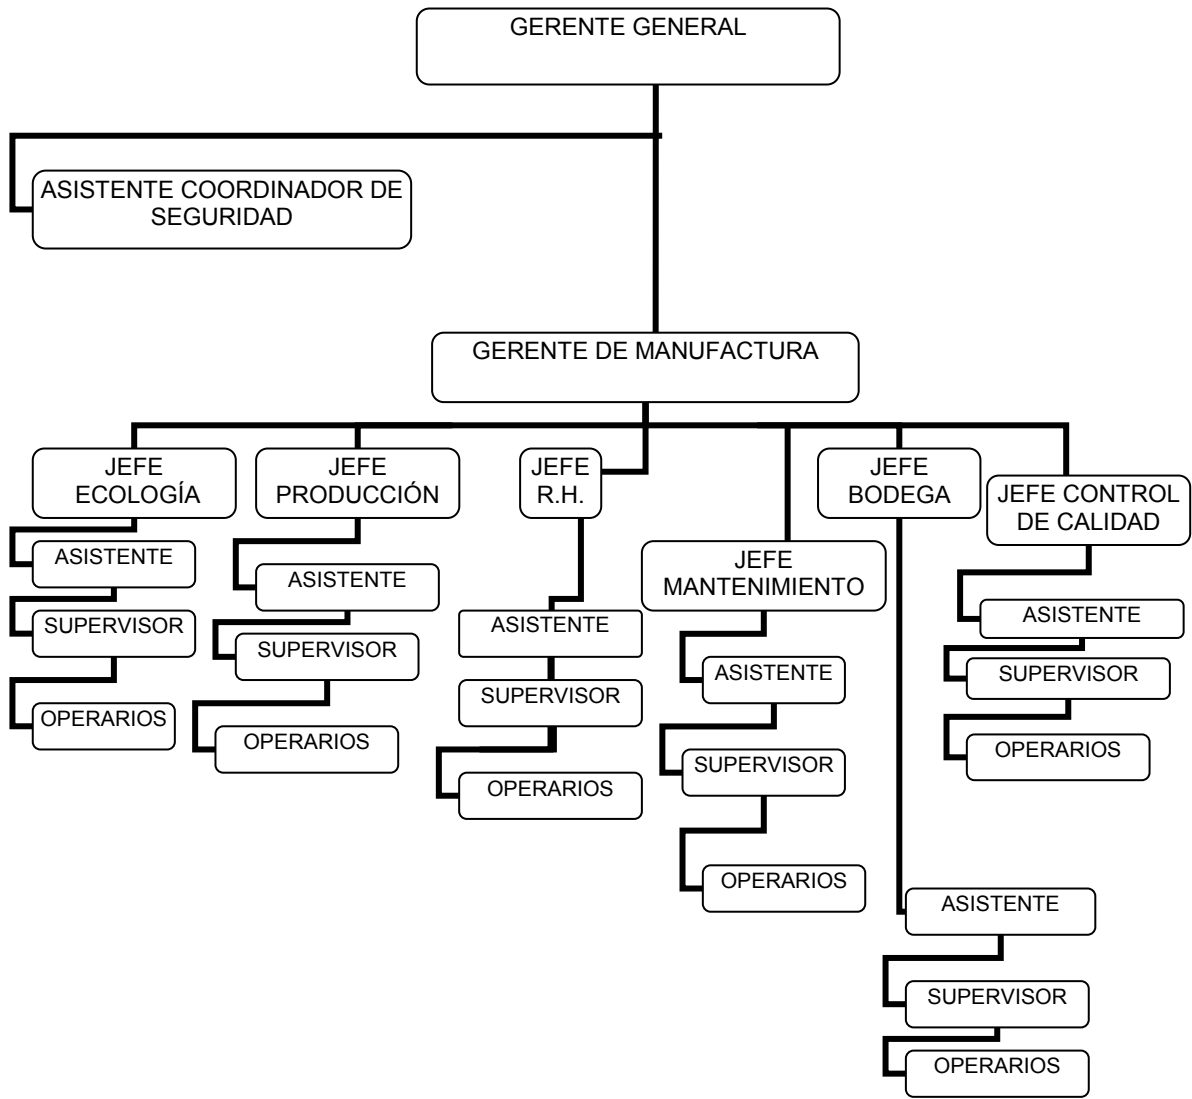 GERENTE GENERAL
ASISTENTE COORDINADOR DE
SEGURIDAD
GERENTE DE MANUFACTURA
JEFE
ECOLOGÍA
ASISTENTE
SUPERVISOR
OPERARIOS
JEFE
PRODUCCIÓN
ASISTENTE
SUPERVISOR
OPERARIOS
JEFE
R.H.
ASISTENTE
SUPERVISOR
OPERARIOS
JEFE
MANTENIMIENTO
ASISTENTE
SUPERVISOR
OPERARIOS
JEFE
BODEGA
ASISTENTE
SUPERVISOR
OPERARIOS
JEFE CONTROL
DE CALIDAD
ASISTENTE
SUPERVISOR
OPERARIOS